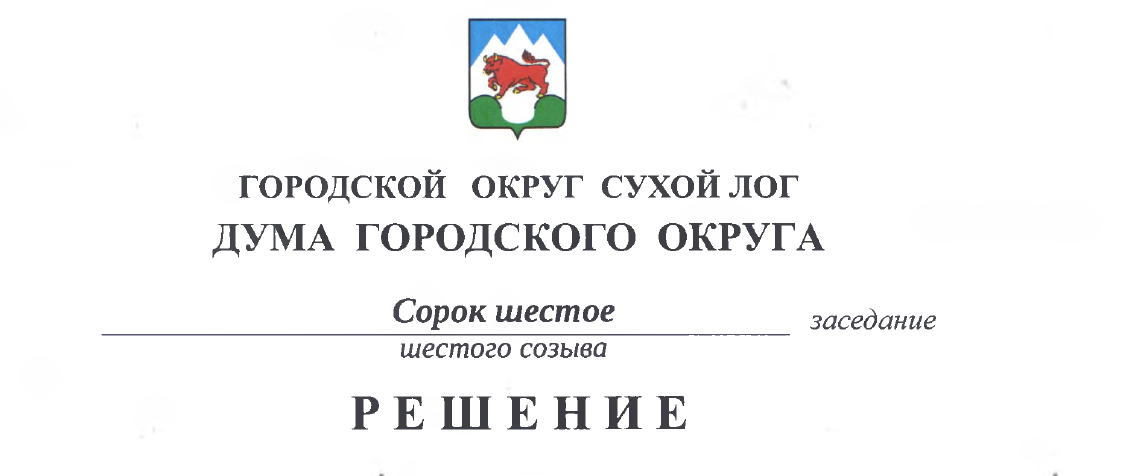 ГОРОДСКОЙ ОКРУГ СУХОЙ ЛОГ
ДУМА ГОРОДСКОГО ОКРУГА
Сорок шестое заседание
шестого созыва
РЕШЕНИЕ